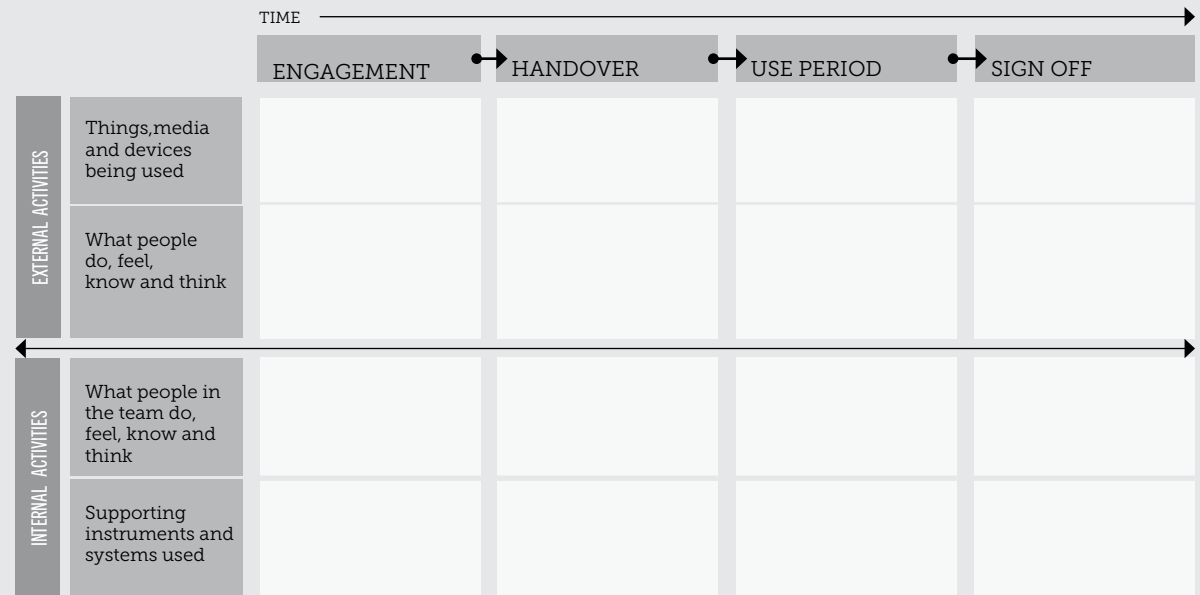 TIME
ENGAGEMENT
HANDOVER
USE PERIOD
SIGN OFF
EXTERNAL ACTIVITIES
Things,media
and devices
being used
What people
do, feel,
know and think
INTERNAL ACTIVITIES
What people in
the team do,
feel, know and
think
Supporting
instruments and
systems used